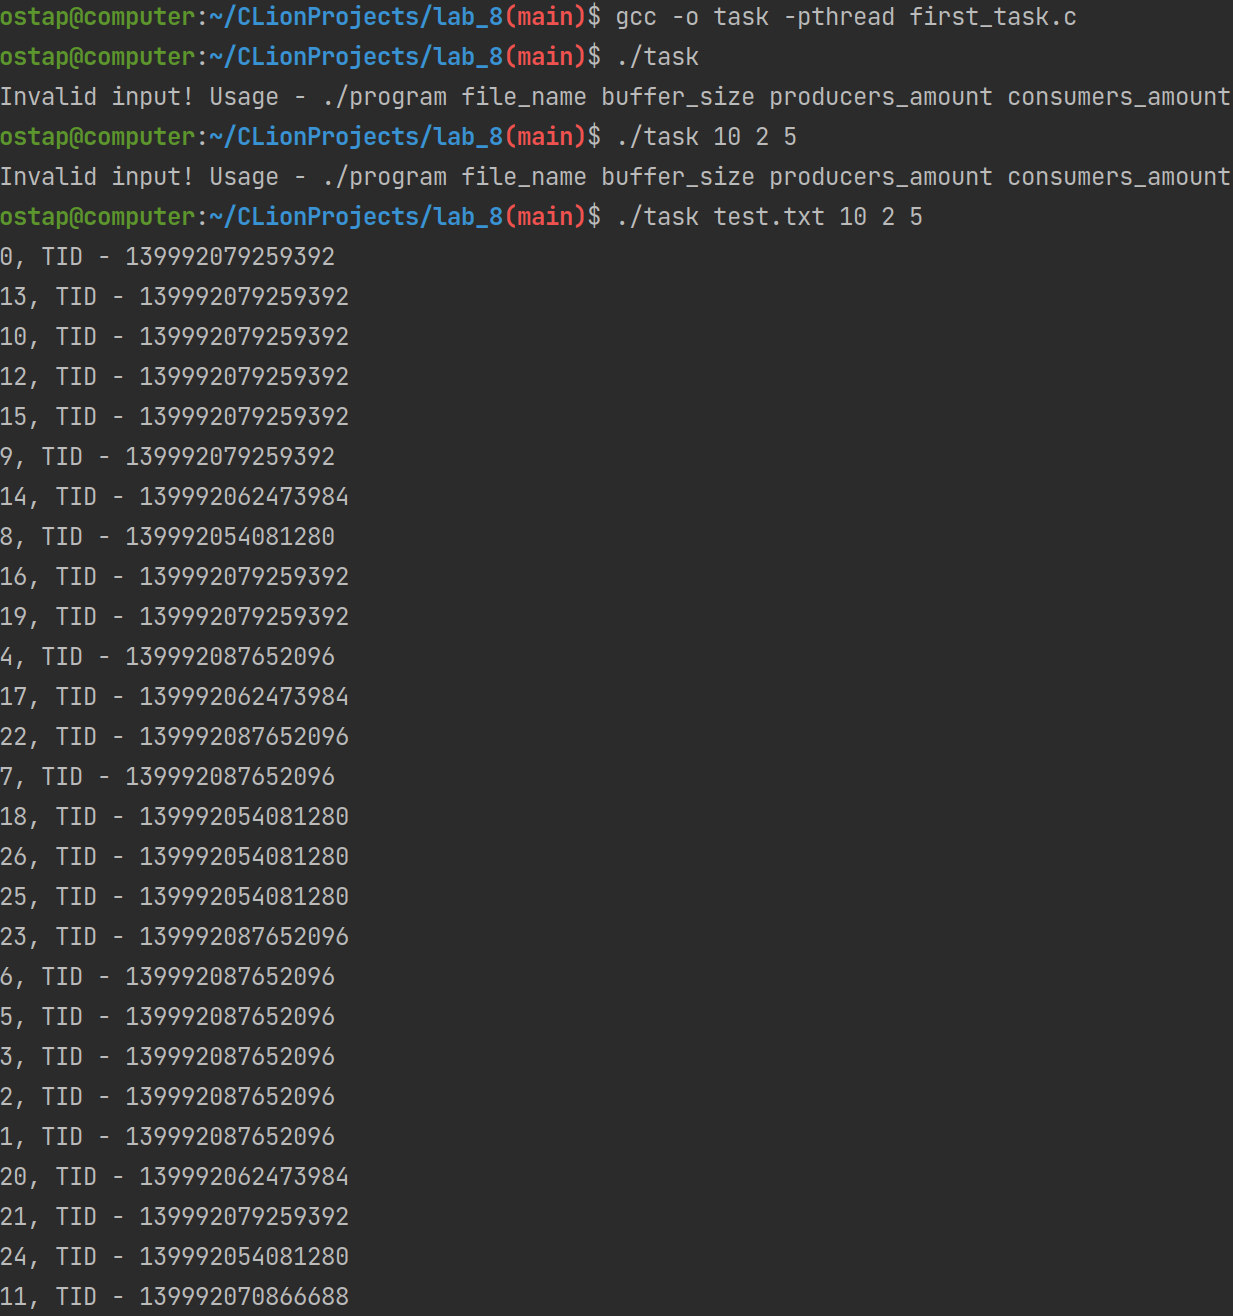 ostap@computer:~/CLionProjects/lab_8(main)$ gcc -o task -pthread first_task.c
ostap@computer:~/CLionProjects/lab_8(main)$ ./task
Invalid input! Usage - ./program file_name buffer_size producers_amount consumers_amount
ostap@computer:~/CLionProjects/lab_8(main)$ ./task 10 2 5
Invalid input! Usage - ./program file_name buffer_size producers_amount consumers_amount
ostap@computer:~/CLionProjects/lab_8(main)$ ./task test.txt 10 2 5
0, TID - 139992079259392
13, TID - 139992079259392
10, TID - 139992079259392
12, TID - 139992079259392
15, TID - 139992079259392
9, TID - 139992079259392
14, TID - 139992062473984
8, TID - 139992054081280
16, TID - 139992079259392
19, TID - 139992079259392
4, TID - 139992087652096
17, TID - 139992062473984
22, TID - 139992087652096
7, TID - 139992087652096
18, TID - 139992054081280
26, TID - 139992054081280
25, TID - 139992054081280
23, TID - 139992087652096
6, TID - 139992087652096
5, TID - 139992087652096
3, TID - 139992087652096
2, TID - 139992087652096
1, TID - 139992087652096
20, TID - 139992062473984
21, TID - 139992079259392
24, TID - 139992054081280
11, TID - 139992070866688